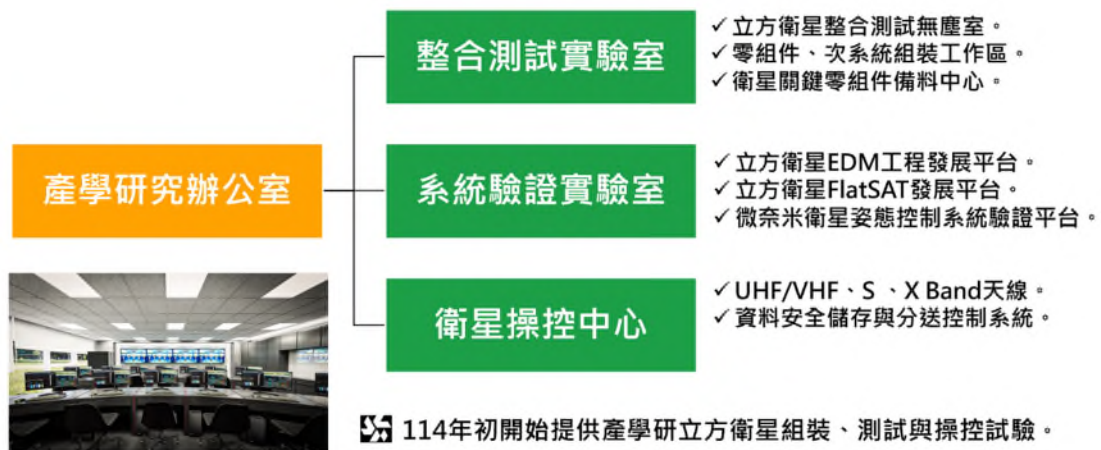 整合測試實驗室
✓ 立方衛星整合測試無塵室。
✓ 零組件、次系統組裝工作區。
✓ 衛星關鍵零組件備料中心。
產學研究辦公室
系統驗證實驗室
✓ 立方衛星EDM工程發展平台。
✓ 立方衛星FlatSAT發展平台。
✓ 微奈米衛星姿態控制系統驗證平台。
衛星操控中心
✓ UHF/VHF、S 、X Band天線。
✓ 資料安全儲存與分送控制系統。
114年初開始提供產學研立方衛星組裝、測試與操控試驗。